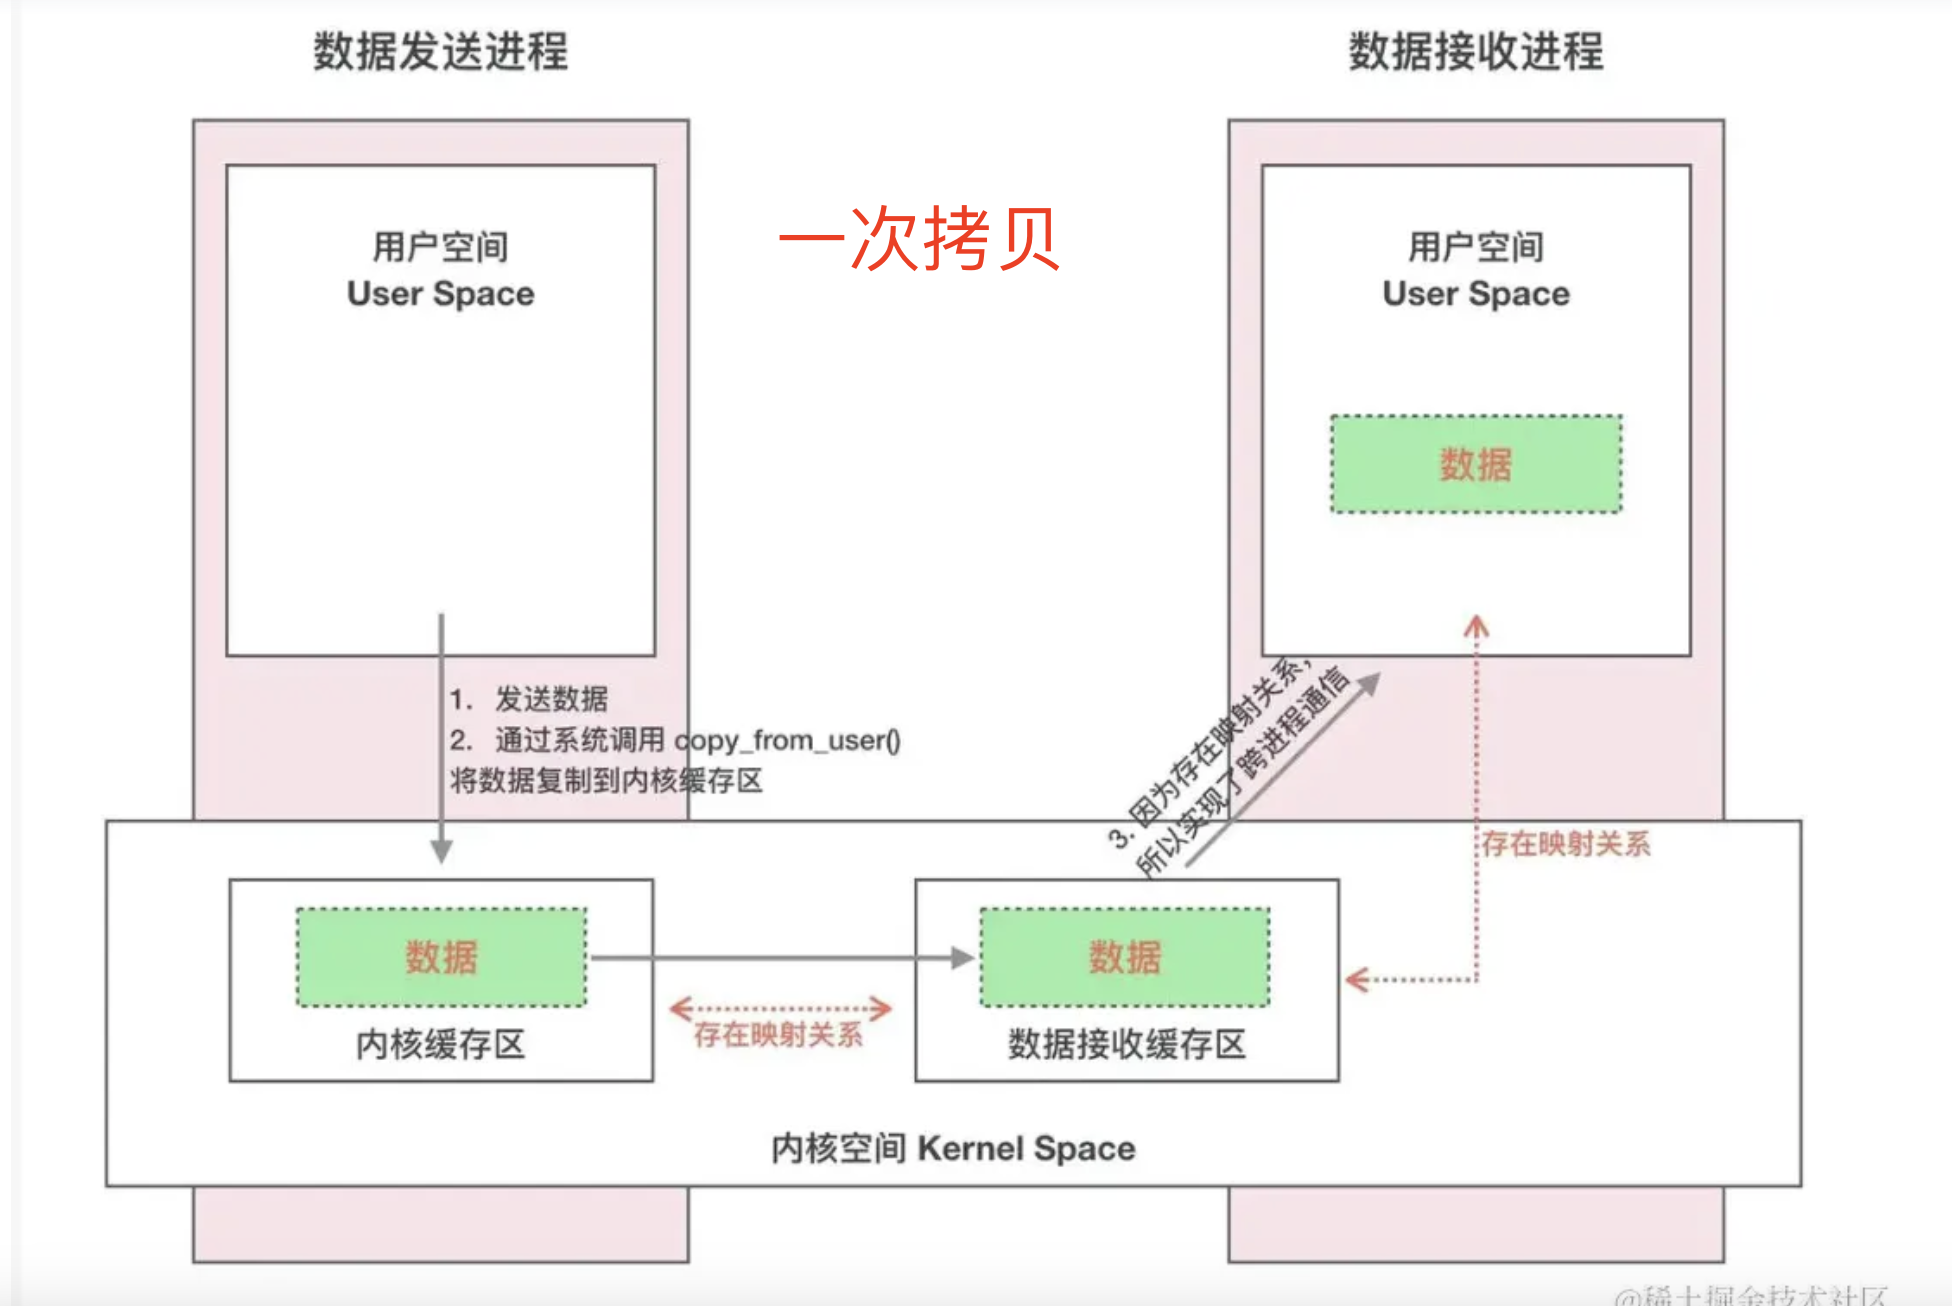 数据发送进程
数据接收进程
用户空间
User Space
一次拷贝
用户空间
User Space
数据
1. 发送数据
2. 通过系统调用 copy_from_user()
将数据复制到内核缓存区
3. 因为存在映射关系，
所以实现了跨进程通信
存在映射关系
数据
内核缓存区
存在映射关系
数据
数据接收缓存区
内核空间 Kernel Space
@稀土掘金技术社区